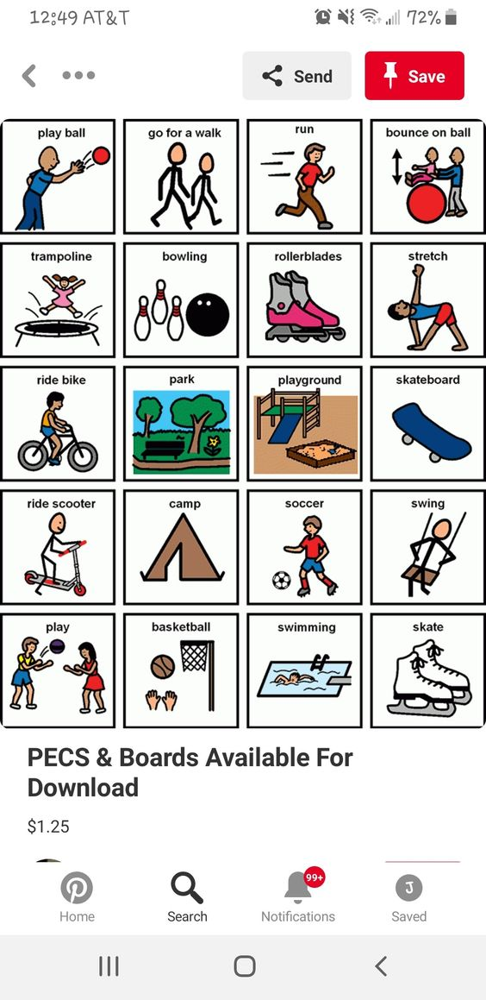 12:49 AT&T 72%
Send Save
play ball go for a walk run bounce on ball
trampoline bowling rollerblades stretch
ride bike park playground skateboard
ride scooter camp soccer swing
play basketball swimming skate
PECS & Boards Available For
Download
$1.25
99+ J
Home Search Notifications Saved